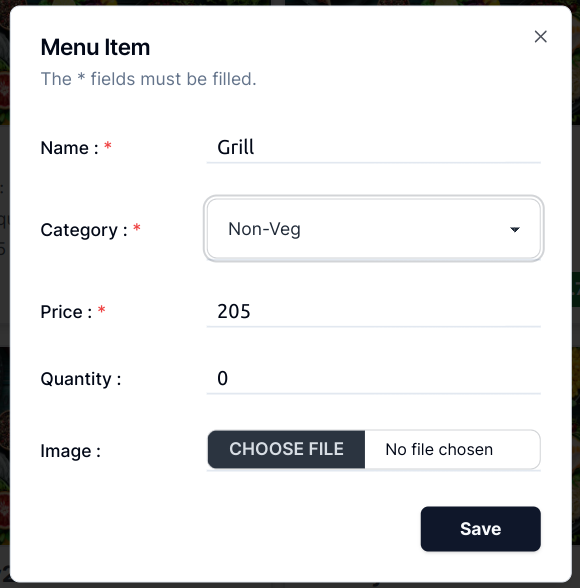 Menu Item
The * fields must be filled.
Name : * Grill
Category : * Non-Veg
Price : * 205
Quantity : 0
Image : CHOOSE FILE No file chosen
Save